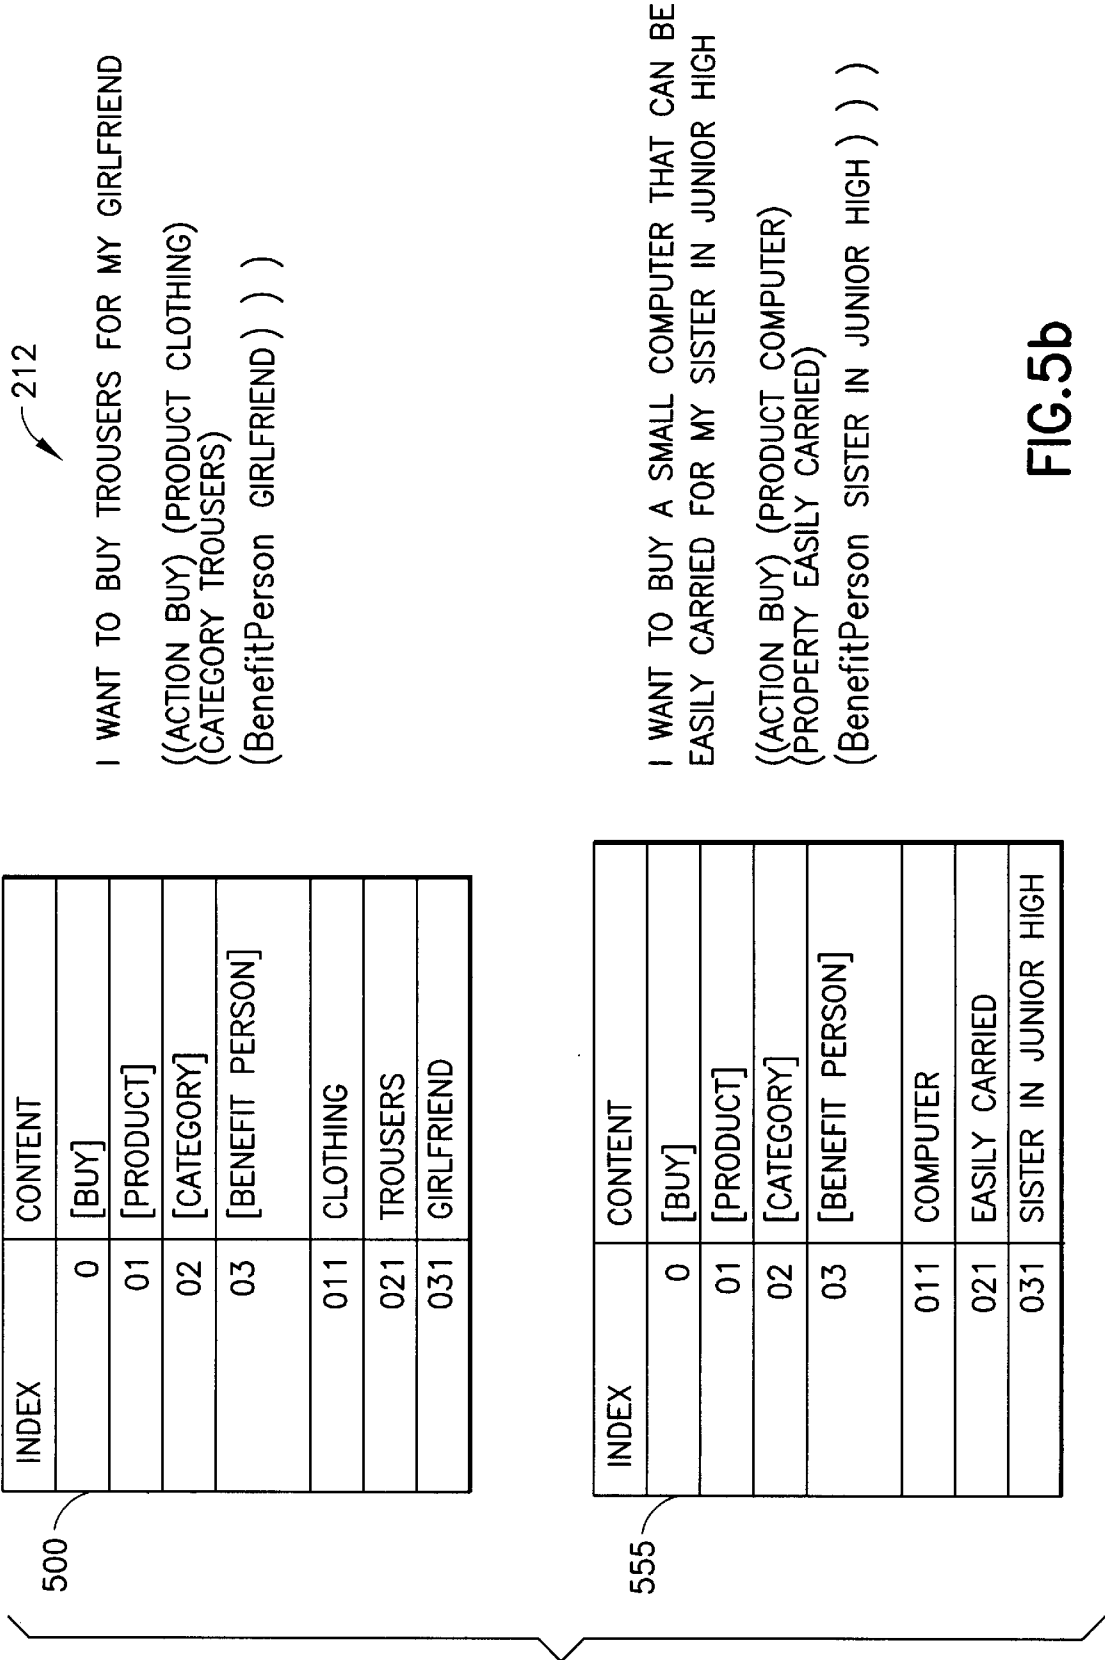 212
500
INDEX CONTENT
0 [BUY]
01 [PRODUCT]
02 [CATEGORY]
03 [BENEFIT PERSON]
011 CLOTHING
021 TROUSERS
031 GIRLFRIEND
I WANT TO BUY TROUSERS FOR MY GIRLFRIEND
((ACTION BUY) (PRODUCT CLOTHING)
(CATEGORY TROUSERS)
(BenefitPerson GIRLFRIEND) ) )
555
INDEX CONTENT
0 [BUY]
01 [PRODUCT]
02 [CATEGORY]
03 [BENEFIT PERSON]
011 COMPUTER
021 EASILY CARRIED
031 SISTER IN JUNIOR HIGH
I WANT TO BUY A SMALL COMPUTER THAT CAN BE
EASILY CARRIED FOR MY SISTER IN JUNIOR HIGH
((ACTION BUY) (PRODUCT COMPUTER)
(PROPERTY EASILY CARRIED)
(BenefitPerson SISTER IN JUNIOR HIGH ) ) )
FIG.5b